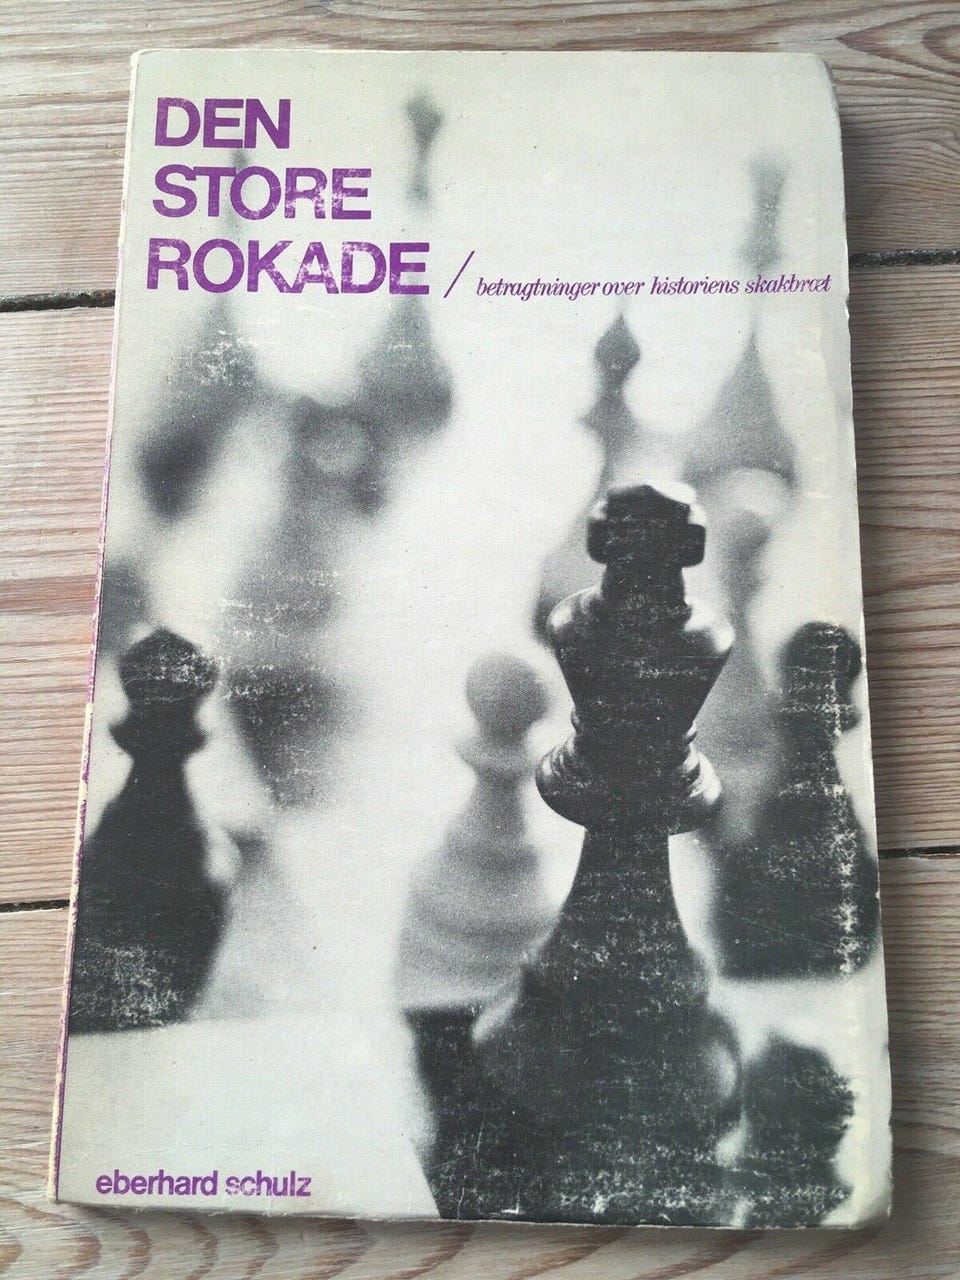 DEN
STORE
ROKADE / betragtninger over historiens skakbræt
eberhard schulz